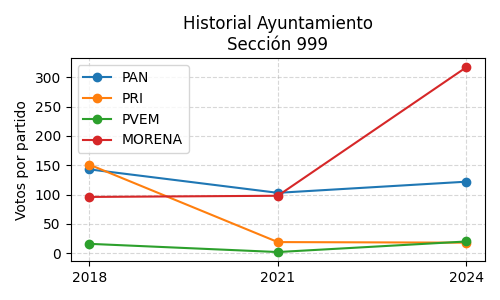 Historial Ayuntamiento
Sección 999
Votos por partido
300
250
200
150
100
50
0
PAN
PRI
PVEM
MORENA
2018
2021
2024